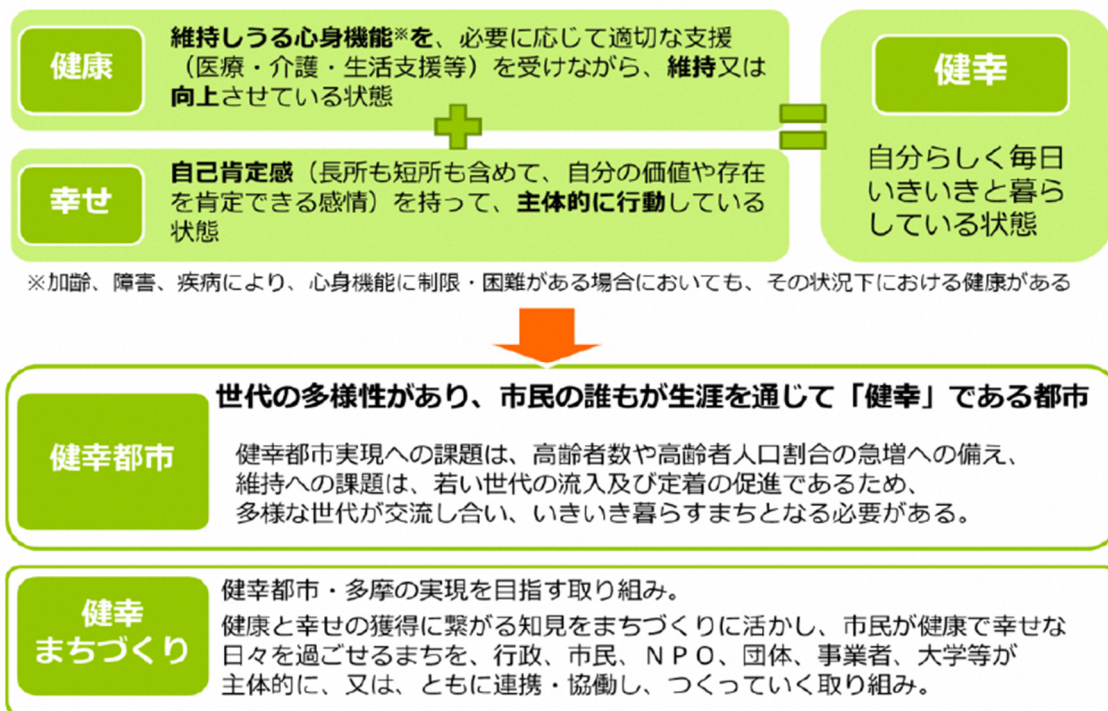 健康
維持しうる心身機能※を、必要に応じて適切な支援
（医療・介護・生活支援等）を受けながら、維持又は
向上させている状態
幸せ
自己肯定感（長所も短所も含めて、自分の価値や存在
を肯定できる感情）を持って、主体的に行動している
状態
健幸
自分らしく毎日
いきいきと暮ら
している状態
※加齢、障害、疾病により、心身機能に制限・困難がある場合においても、その状況下における健康がある
健幸都市
世代の多様性があり、市民の誰もが生涯を通じて「健幸」である都市
健幸都市実現への課題は、高齢者数や高齢者人口割合の急増への備え、
維持への課題は、若い世代の流入及び定着の促進であるため、
多様な世代が交流し合い、いきいき暮らすまちとなる必要がある。
健幸
まちづくり
健幸都市・多摩の実現を目指す取り組み。
健康と幸せの獲得に繋がる知見をまちづくりに活かし、市民が健康で幸せな
日々を過ごせるまちを、行政、市民、ＮＰＯ、団体、事業者、大学等が
主体的に、又は、ともに連携・協働し、つくっていく取り組み。